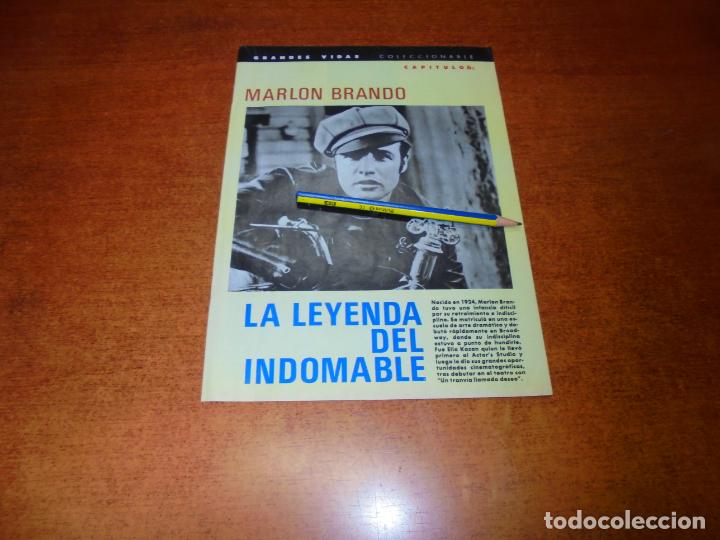 GRANDES VIDAS COLECCIONABLE
CAPITULO
MARLON BRANDO
LA LEYENDA
DEL
INDOMABLE
Nacido en 1924, Marlon Bran-
do tuvo una infancia difícil
por su retraimiento e indisci-
plina. Se matriculó en una es-
cuela de arte dramático y de-
butó rápidamente en Broad-
way, donde su indisciplina
estuvo a punto de hundirle.
Fue Elia Kazan quien le llevó
primero al Actor's Studio y
luego le dio sus grandes opor-
tunidades cinematográficas,
tras debutar en el teatro con
"Un tranvía llamado deseo".
todocoleccion